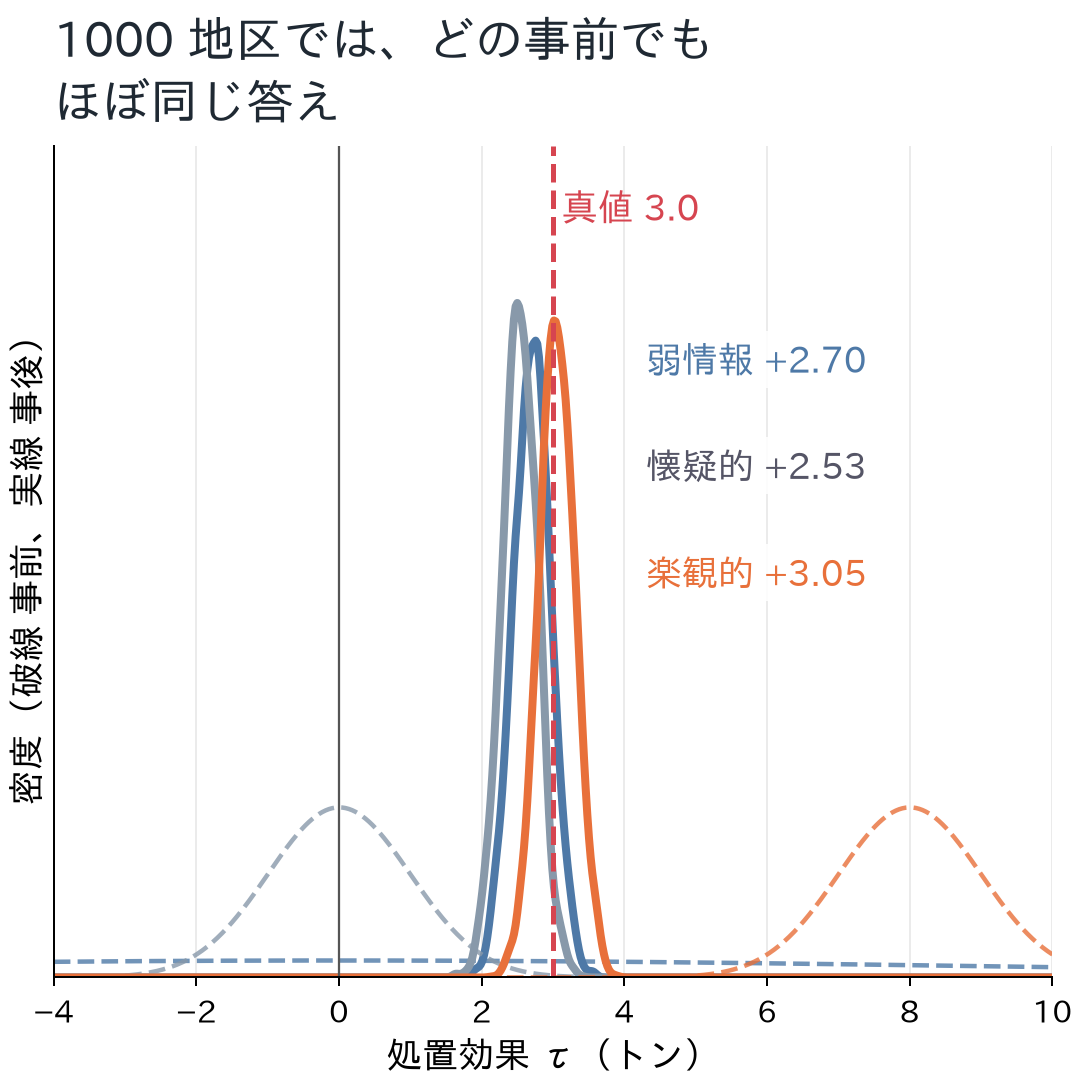 1000 地区では、どの事前でも
ほぼ同じ答え
真値 3.0
弱情報 +2.70
懐疑的 +2.53
楽観的 +3.05
密度（破線 事前、実線 事後）
−4 −2 0 2 4 6 8 10
処置効果 τ （トン）